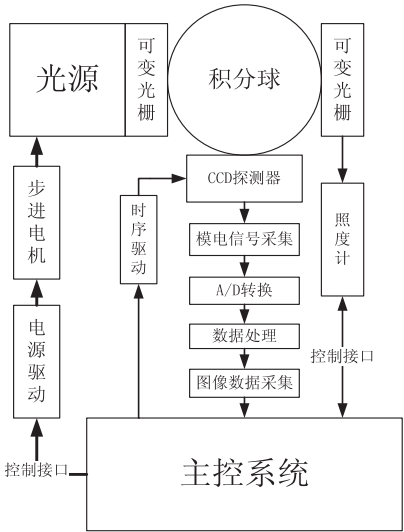 光源
可变光栅
积分球
可变光栅
CCD探测器
步进电机
时序驱动
照度计
模电信号采集
A/D转换
数据处理
电源驱动
控制接口
图像数据采集
控制接口
主控系统